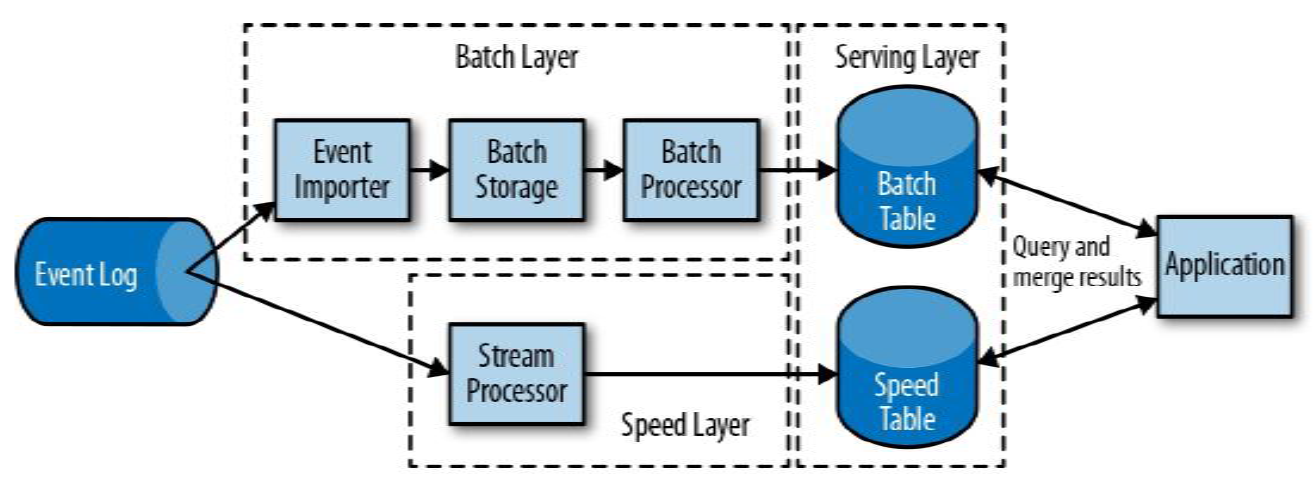 Batch Layer
Serving Layer
Event
Importer
Batch
Storage
Batch
Processor
Batch
Table
Event Log
Query and
merge results
Application
Stream
Processor
Speed
Table
Speed Layer